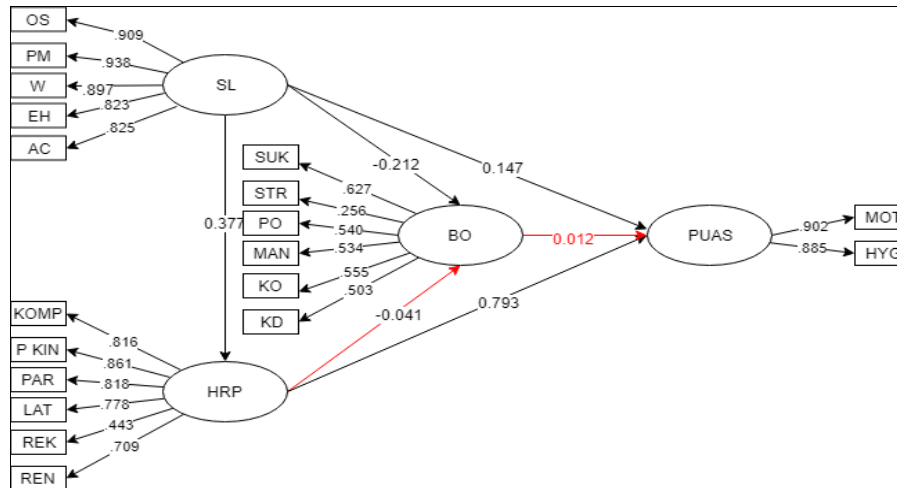 OS
.909
PM
.938
W
.897
SL
EH
.823
AC
.825
SUK
-0.212
0.147
.627
STR
.256
PO
.540
BO
0.012
PUAS
.902
MOT
MAN
.534
.885
HYG
0.377
KO
.555
KD
.503
-0.041
0.793
KOMP
.816
P KIN
.861
PAR
.818
HRP
LAT
.778
REK
.443
REN
.709